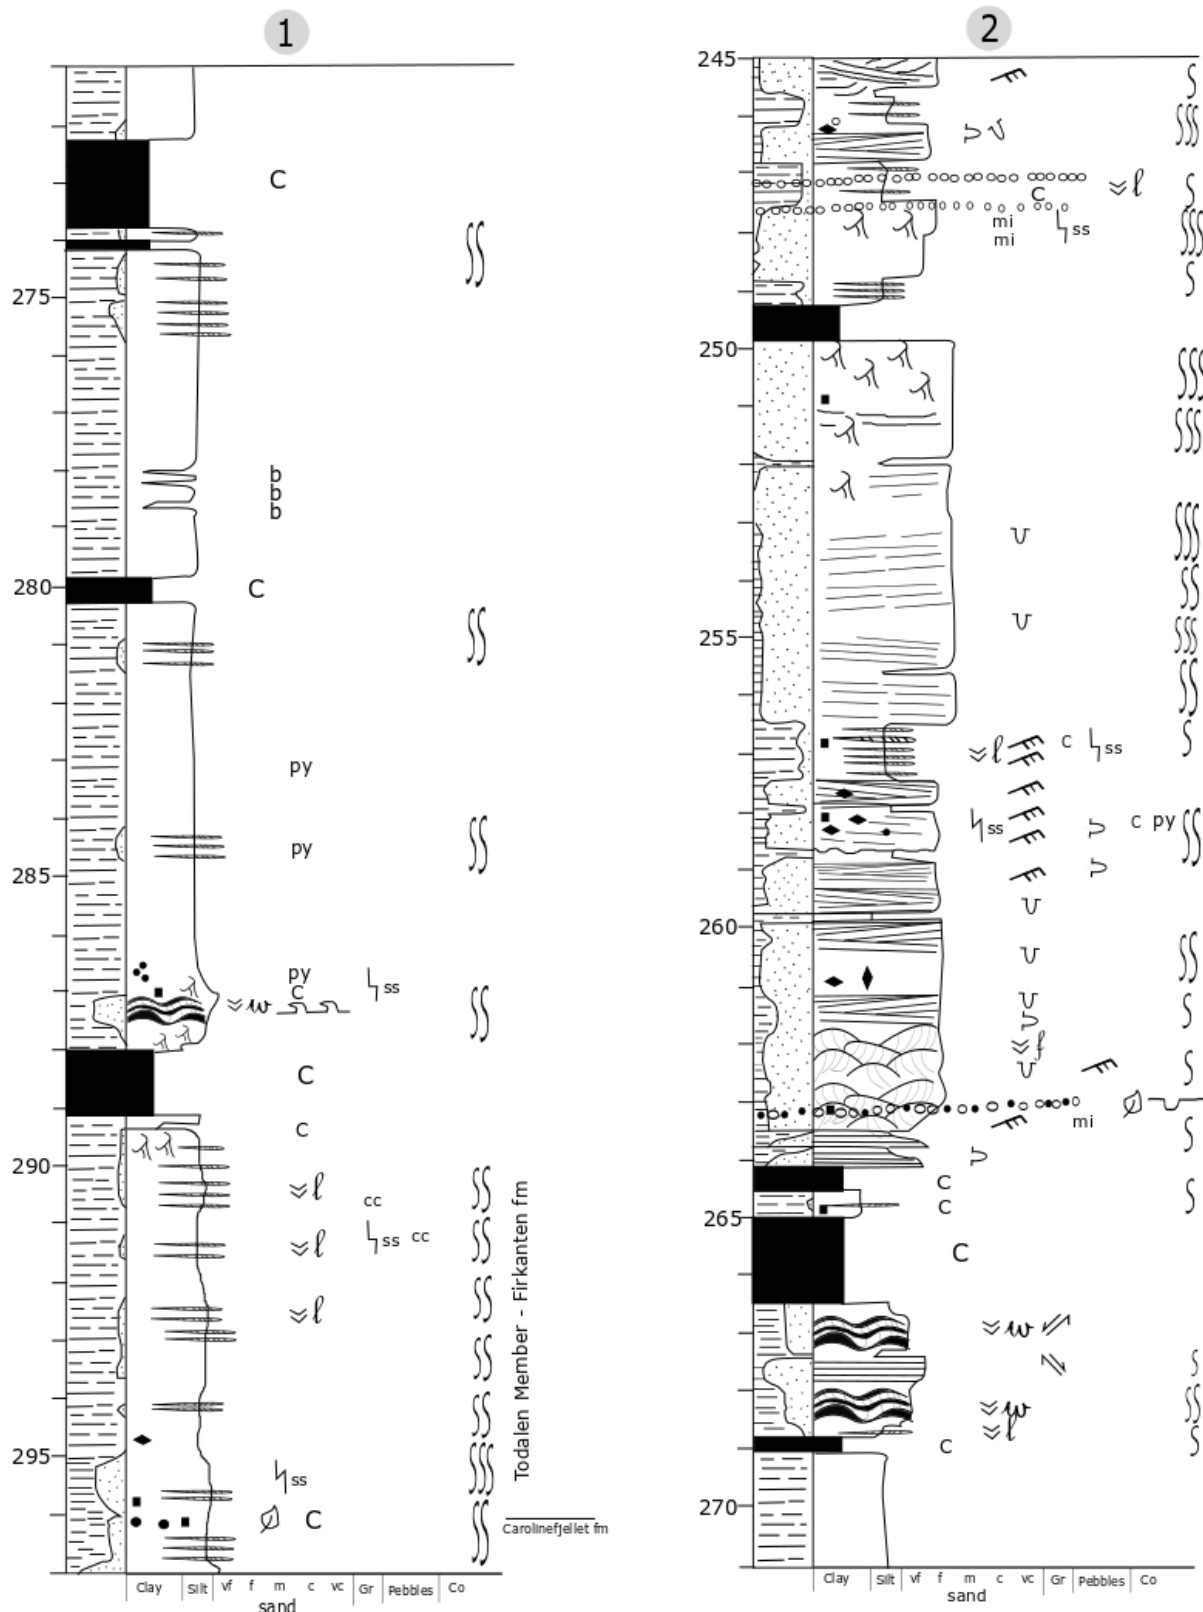 1
C
275
b
b
b
280
C
py
py
285
py
C
ss
w
C
c
290
l
cc
l
ss
cc
l
295
ss
C
Todalen Member - Firkanten fm
Carolinefjellet fm
Clay
Silt
vf
f
m
c
vc
Gr
Pebbles
Co
sand
2
245
l
C
mi
ss
mi
250
255
l
C
ss
ss
c py
260
f
mi
C
C
265
C
w
w
l
C
270
Clay
Silt
vf
f
m
c
vc
Gr
Pebbles
Co
sand